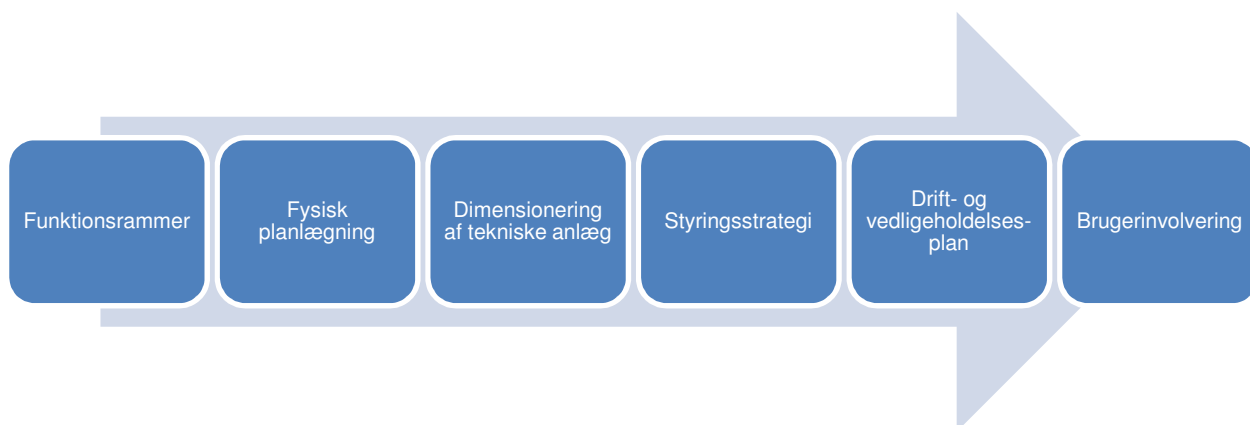 Funktionsrammer
Fysisk
planlægning
Dimensionering
af tekniske anlæg
Styringsstrategi
Drift- og
vedligeholdelses-
plan
Brugerinvolvering